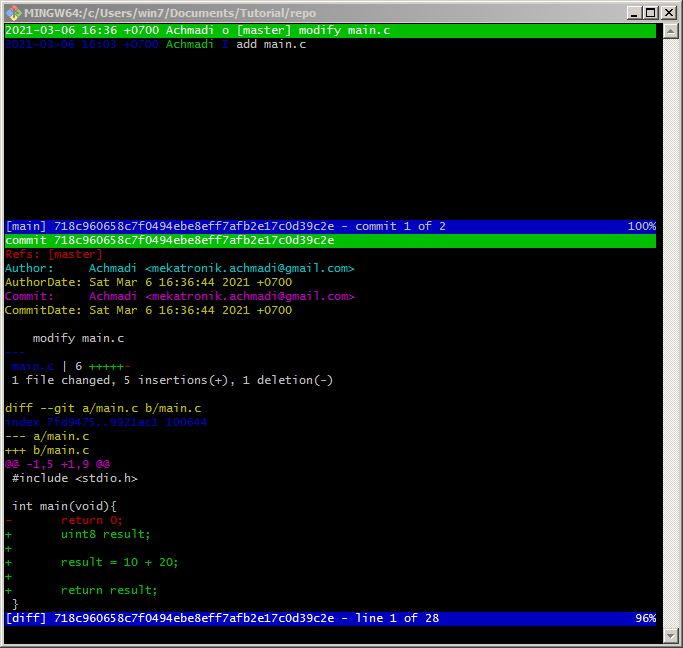 MINGW64:/c/Users/win7/Documents/Tutorial/repo
2021-03-06 16:36 +0700 Achmadi o [master] modify main.c
2021-03-06 16:03 +0700 Achmadi I add main.c
[main] 718c960658c7f0494ebe8eff7afb2e17c0d39c2e - commit 1 of 2 100%
commit 718c960658c7f0494ebe8eff7afb2e17c0d39c2e
Refs: [master]
Author: Achmadi <mekatronik.achmadi@gmail.com>
AuthorDate: Sat Mar 6 16:36:44 2021 +0700
Commit: Achmadi <mekatronik.achmadi@gmail.com>
CommitDate: Sat Mar 6 16:36:44 2021 +0700
modify main.c
---
main.c | 6 +++++-
1 file changed, 5 insertions(+), 1 deletion(-)
diff --git a/main.c b/main.c
index 7fd9475..9921ac1 100644
--- a/main.c
+++ b/main.c
@@ -1,5 +1,9 @@
#include <stdio.h>
int main(void){
- return 0;
+ uint8 result;
+
+ result = 10 + 20;
+
+ return result;
}
[diff] 718c960658c7f0494ebe8eff7afb2e17c0d39c2e - line 1 of 28 96%